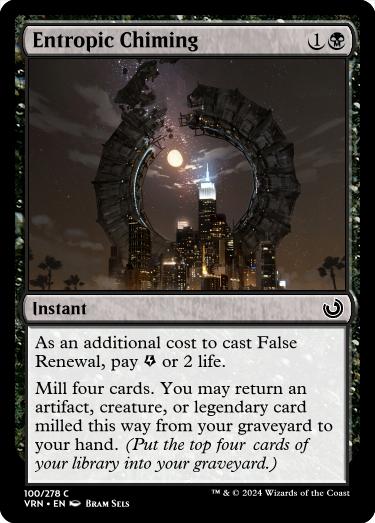 Entropic Chiming 1
Instant
As an additional cost to cast False
Renewal, pay or 2 life.
Mill four cards. You may return an
artifact, creature, or legendary card
milled this way from your graveyard to
your hand. (Put the top four cards of
your library into your graveyard.)
100/278 C
VRN • EN Bram Sels
™ & © 2024 Wizards of the Coast